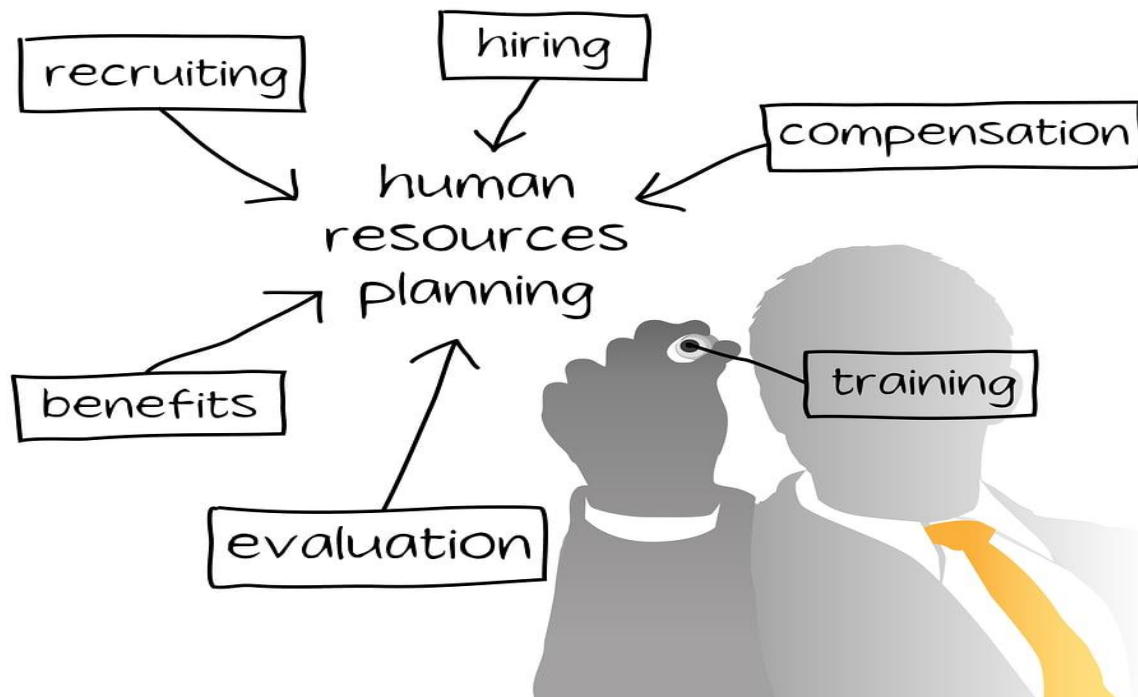 hiring
recruiting
compensation
human
resources
planning
benefits
training
evaluation